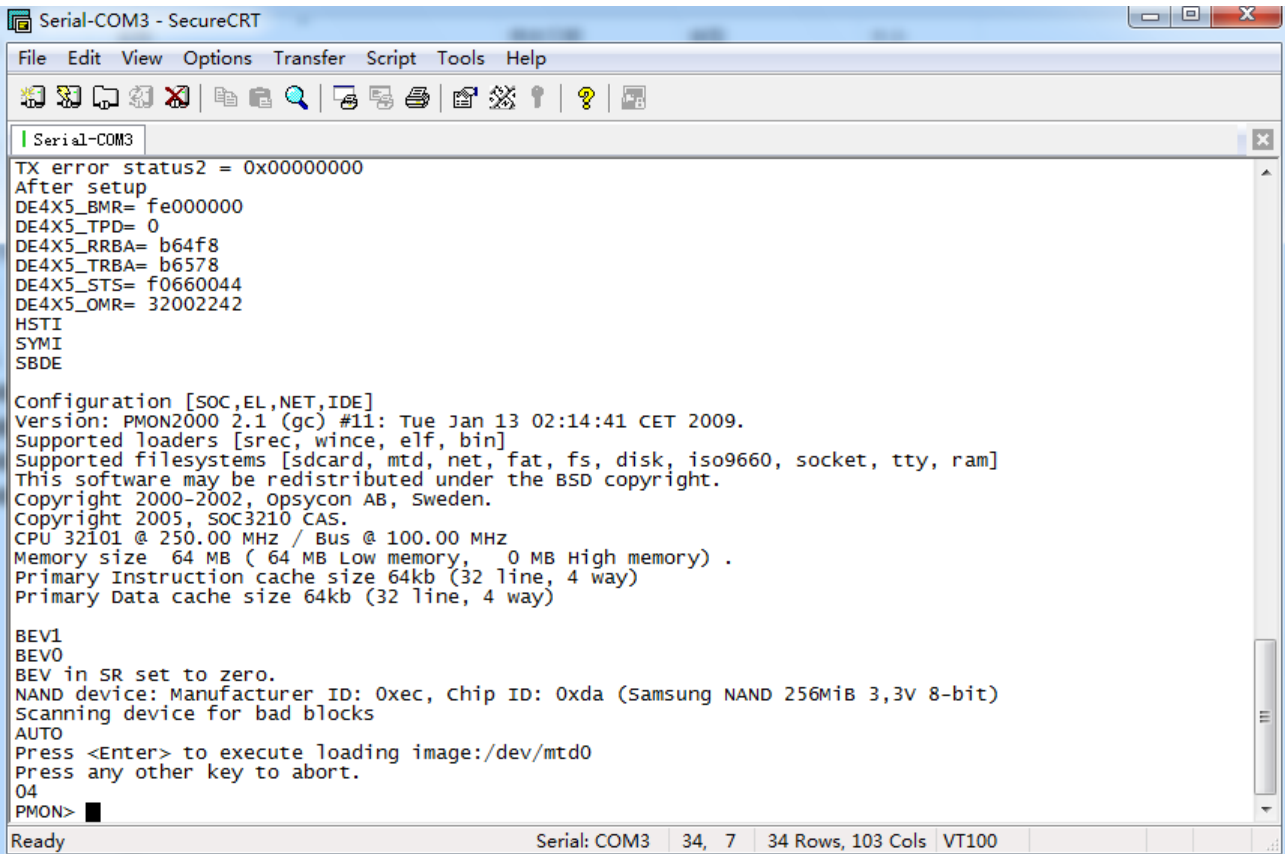 Serial-COM3 - SecureCRT
File Edit View Options Transfer Script Tools Help
Serial-COM3
TX error status2 = 0x00000000
After setup
DE4X5_BMR= fe000000
DE4X5_TPD= 0
DE4X5_RRBA= b64f8
DE4X5_TRBA= b6578
DE4X5_STS= f0660044
DE4X5_OMR= 32002242
HSTI
SYMI
SBDE
Configuration [SOC,EL,NET,IDE]
Version: PMON2000 2.1 (gc) #11: Tue Jan 13 02:14:41 CET 2009.
Supported loaders [srec, wince, elf, bin]
Supported filesystems [sdcard, mtd, net, fat, fs, disk, iso9660, socket, tty, ram]
This software may be redistributed under the BSD copyright.
Copyright 2000-2002, Opsycon AB, Sweden.
Copyright 2005, SOC3210 CAS.
CPU 32101 @ 250.00 MHz / Bus @ 100.00 MHz
Memory size  64 MB ( 64 MB Low memory,   0 MB High memory) .
Primary Instruction cache size 64kb (32 line, 4 way)
Primary Data cache size 64kb (32 line, 4 way)
BEV1
BEV0
BEV in SR set to zero.
NAND device: Manufacturer ID: 0xec, Chip ID: 0xda (Samsung NAND 256MiB 3,3V 8-bit)
Scanning device for bad blocks
AUTO
Press <Enter> to execute loading image:/dev/mtd0
Press any other key to abort.
04
PMON>
Ready Serial: COM3 34, 7 34 Rows, 103 Cols VT100